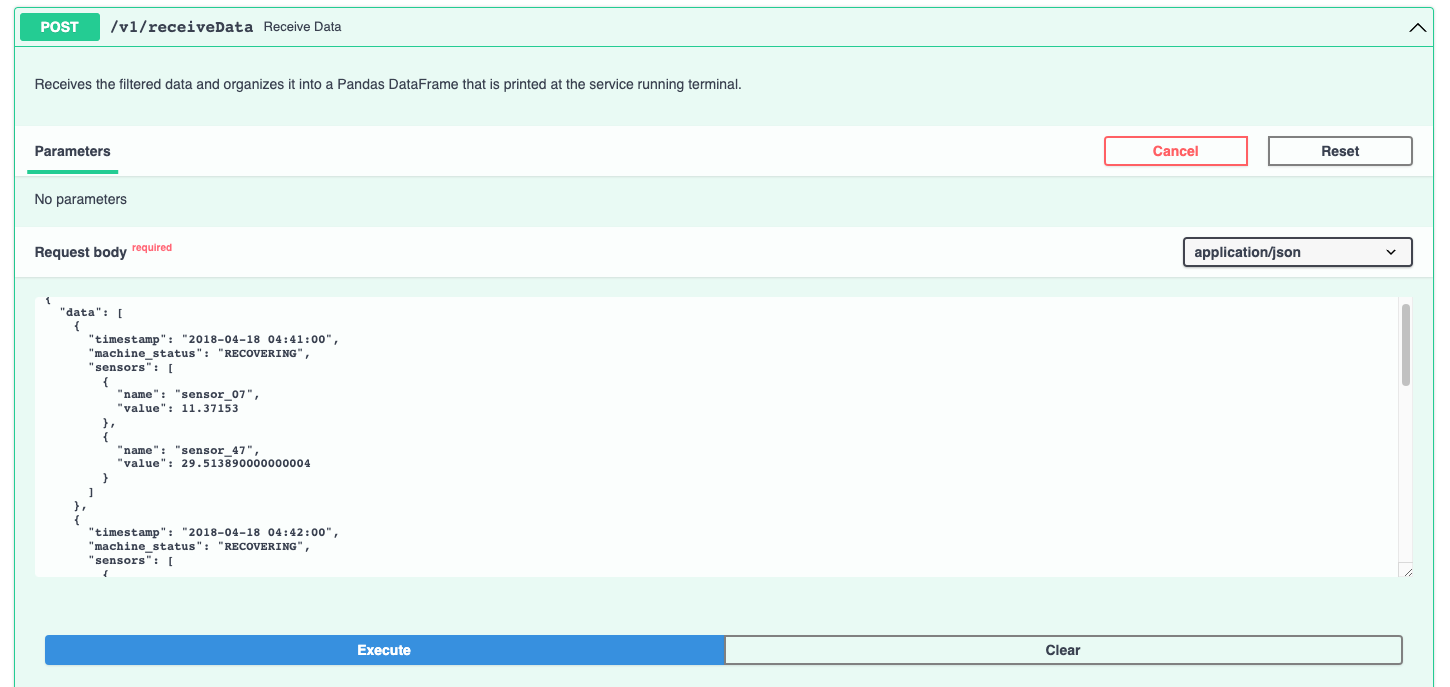 POST /v1/receiveData Receive Data
Receives the filtered data and organizes it into a Pandas DataFrame that is printed at the service running terminal.
Parameters Cancel Reset
No parameters
Request body required application/json
{
  "data": [
    {
      "timestamp": "2018-04-18 04:41:00",
      "machine_status": "RECOVERING",
      "sensors": [
        {
          "name": "sensor_07",
          "value": 11.37153
        },
        {
          "name": "sensor_47",
          "value": 29.513890000000004
        }
      ]
    },
    {
      "timestamp": "2018-04-18 04:42:00",
      "machine_status": "RECOVERING",
      "sensors": [
        {
Execute Clear